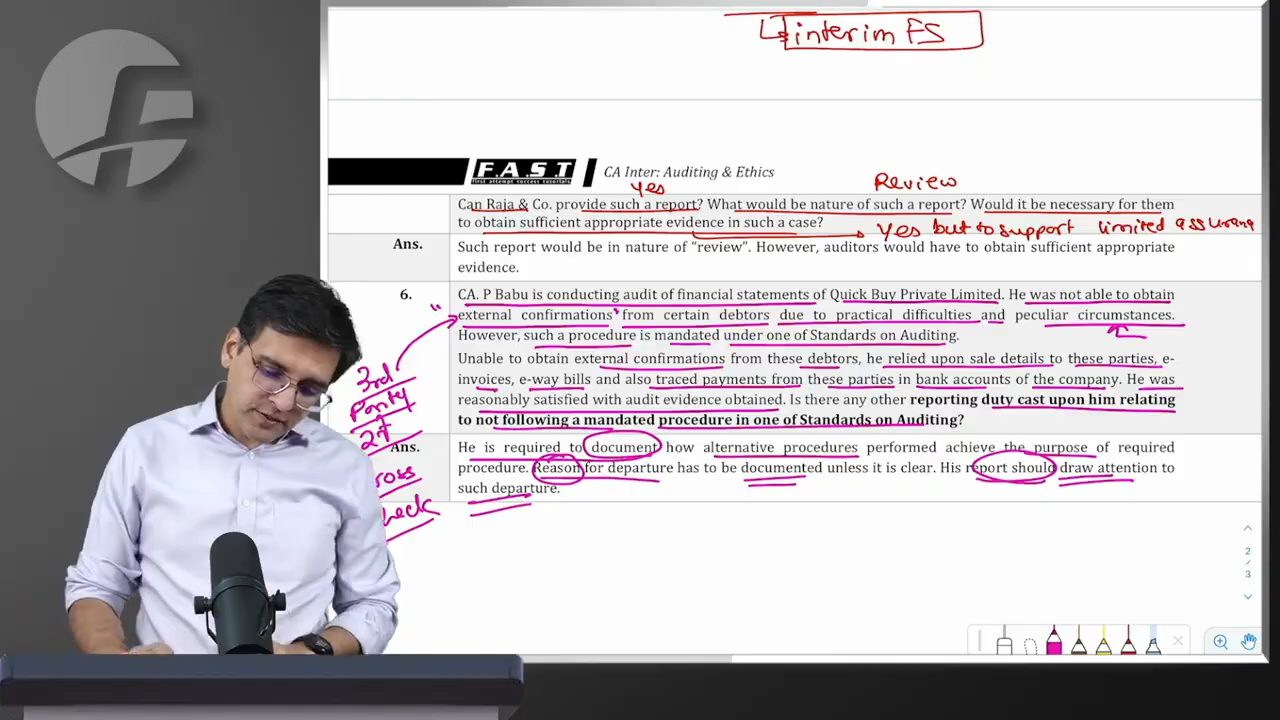 interim FS
F.A.S.T
first attempt success tutorials
CA Inter: Auditing & Ethics
yes
Review
Can Raja & Co. provide such a report? What would be nature of such a report? Would it be necessary for them
to obtain sufficient appropriate evidence in such a case?
yes but to support limited assurane
Ans.
Such report would be in nature of “review”. However, auditors would have to obtain sufficient appropriate
evidence.
6.
CA. P Babu is conducting audit of financial statements of Quick Buy Private Limited. He was not able to obtain
external confirmations from certain debtors due to practical difficulties and peculiar circumstances.
However, such a procedure is mandated under one of Standards on Auditing.
Unable to obtain external confirmations from these debtors, he relied upon sale details to these parties, e-
invoices, e-way bills and also traced payments from these parties in bank accounts of the company. He was
reasonably satisfied with audit evidence obtained. Is there any other reporting duty cast upon him relating
to not following a mandated procedure in one of Standards on Auditing?
3rd
Party
Ans.
He is required to document how alternative procedures performed achieve the purpose of required
procedure. Reason for departure has to be documented unless it is clear. His report should draw attention to
such departure.
2
/
3